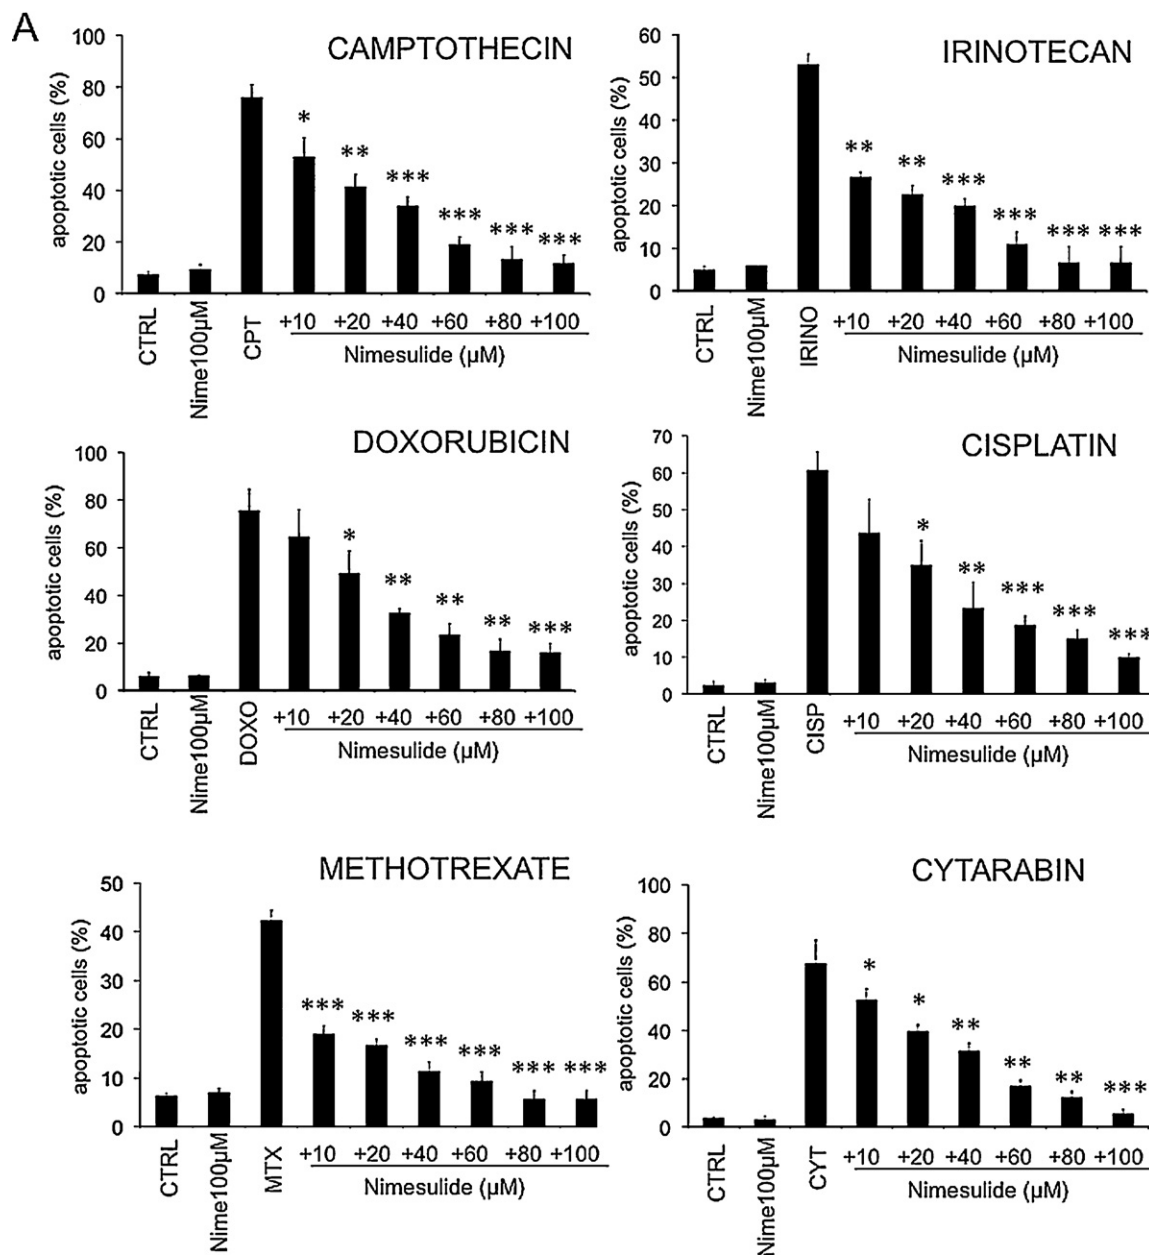 A
CAMPTOTHECIN
apoptotic cells (%)
100
80
60
40
20
0
*
**
***
***
***
***
CTRL
Nime100µM
CPT
+10 +20 +40 +60 +80 +100
Nimesulide (µM)
IRINOTECAN
apoptotic cells (%)
60
50
40
30
20
10
0
**
**
***
***
***
***
CTRL
Nime100µM
IRINO
+10 +20 +40 +60 +80 +100
Nimesulide (µM)
DOXORUBICIN
apoptotic cells (%)
100
80
60
40
20
0
*
**
**
**
***
CTRL
Nime100µM
DOXO
+10 +20 +40 +60 +80 +100
Nimesulide (µM)
CISPLATIN
apoptotic cells (%)
70
60
50
40
30
20
10
0
*
**
***
***
***
CTRL
Nime100µM
CISP
+10 +20 +40 +60 +80 +100
Nimesulide (µM)
METHOTREXATE
apoptotic cells (%)
50
40
30
20
10
0
***
***
***
***
***
***
CTRL
Nime100µM
MTX
+10 +20 +40 +60 +80 +100
Nimesulide (µM)
CYTARABIN
apoptotic cells (%)
100
80
60
40
20
0
*
*
**
**
**
***
CTRL
Nime100µM
CYT
+10 +20 +40 +60 +80 +100
Nimesulide (µM)